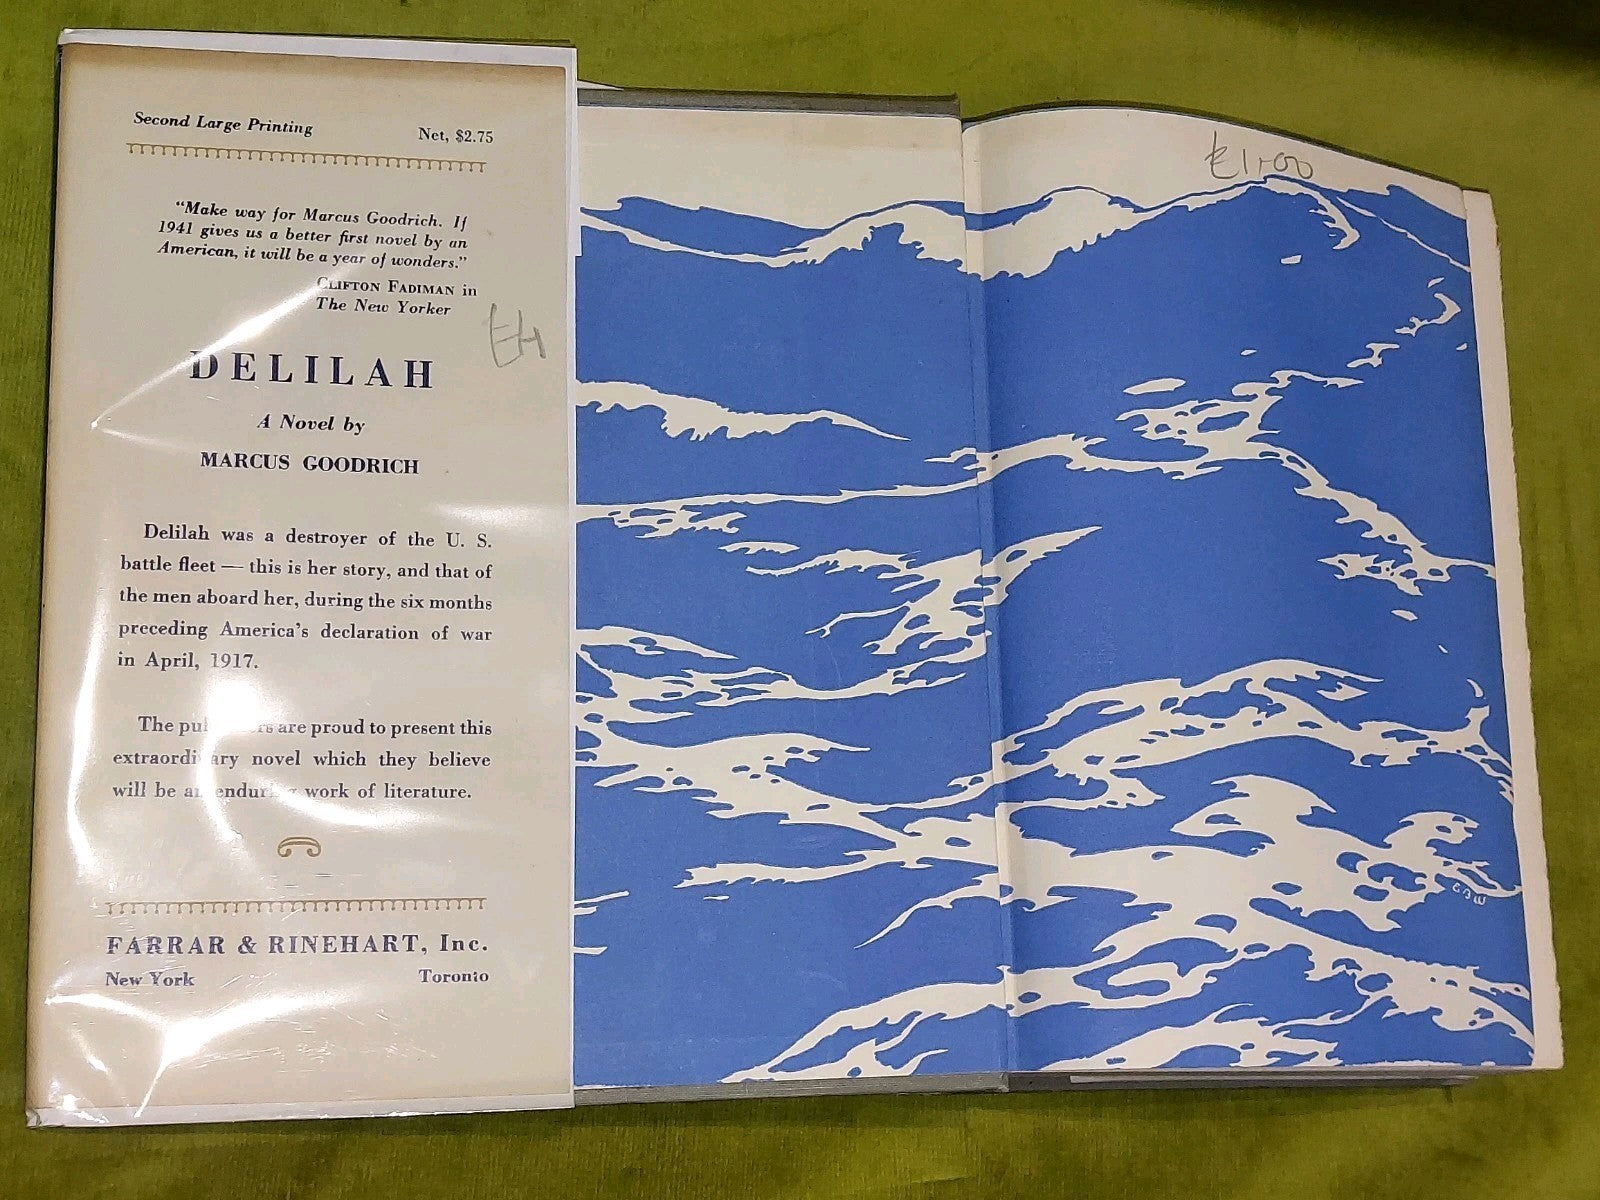 Second Large Printing
Net, $2.75
"Make way for Marcus Goodrich. If
1941 gives us a better first novel by an
American, it will be a year of wonders."
CLIFTON FADIMAN in
The New Yorker
DELILAH
A Novel by
MARCUS GOODRICH
Delilah was a destroyer of the U. S.
battle fleet — this is her story, and that of
the men aboard her, during the six months
preceding America's declaration of war
in April, 1917.
The publishers are proud to present this
extraordinary novel which they believe
will be an enduring work of literature.
FARRAR & RINEHART, Inc.
New York
Toronto
£1.00